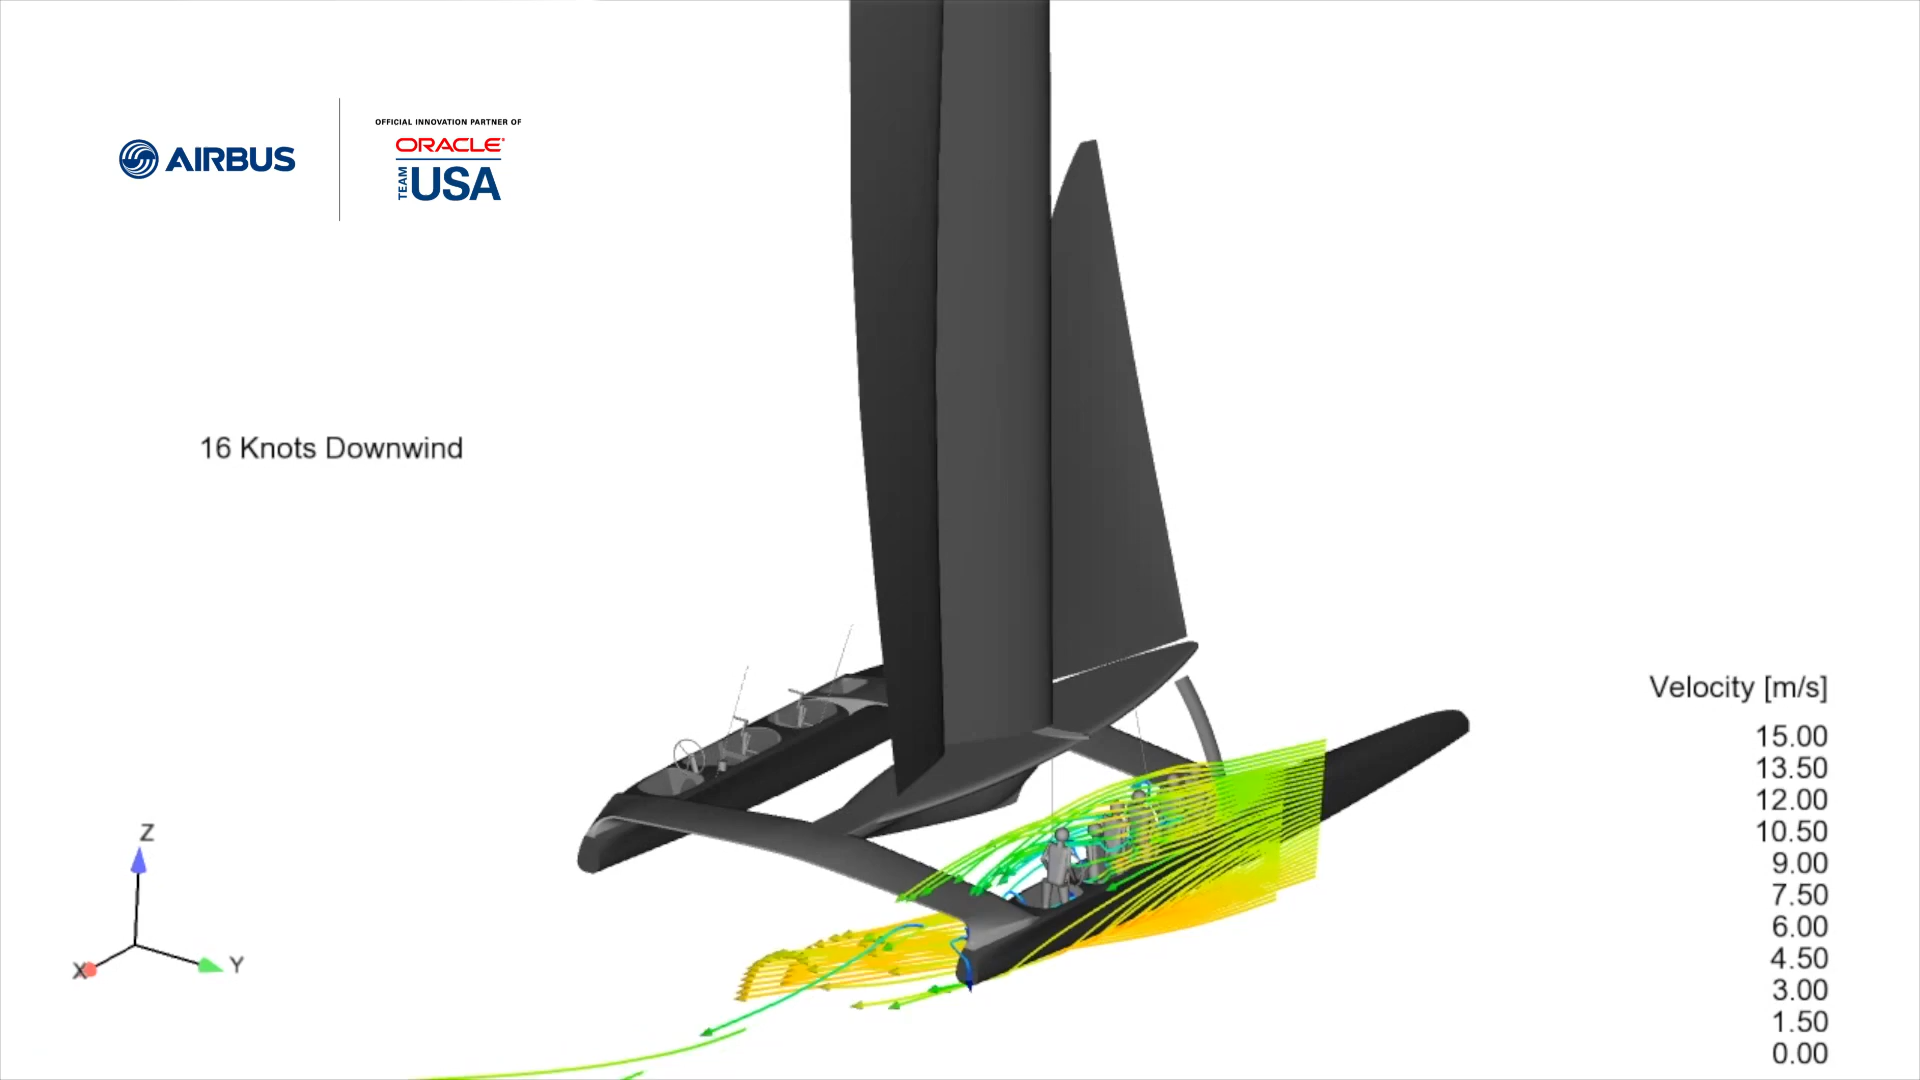 OFFICIAL INNOVATION PARTNER OF
AIRBUS
ORACLE
TEAM USA
16 Knots Downwind
Velocity [m/s]
15.00
13.50
12.00
10.50
9.00
7.50
6.00
4.50
3.00
1.50
0.00
Z
X
Y